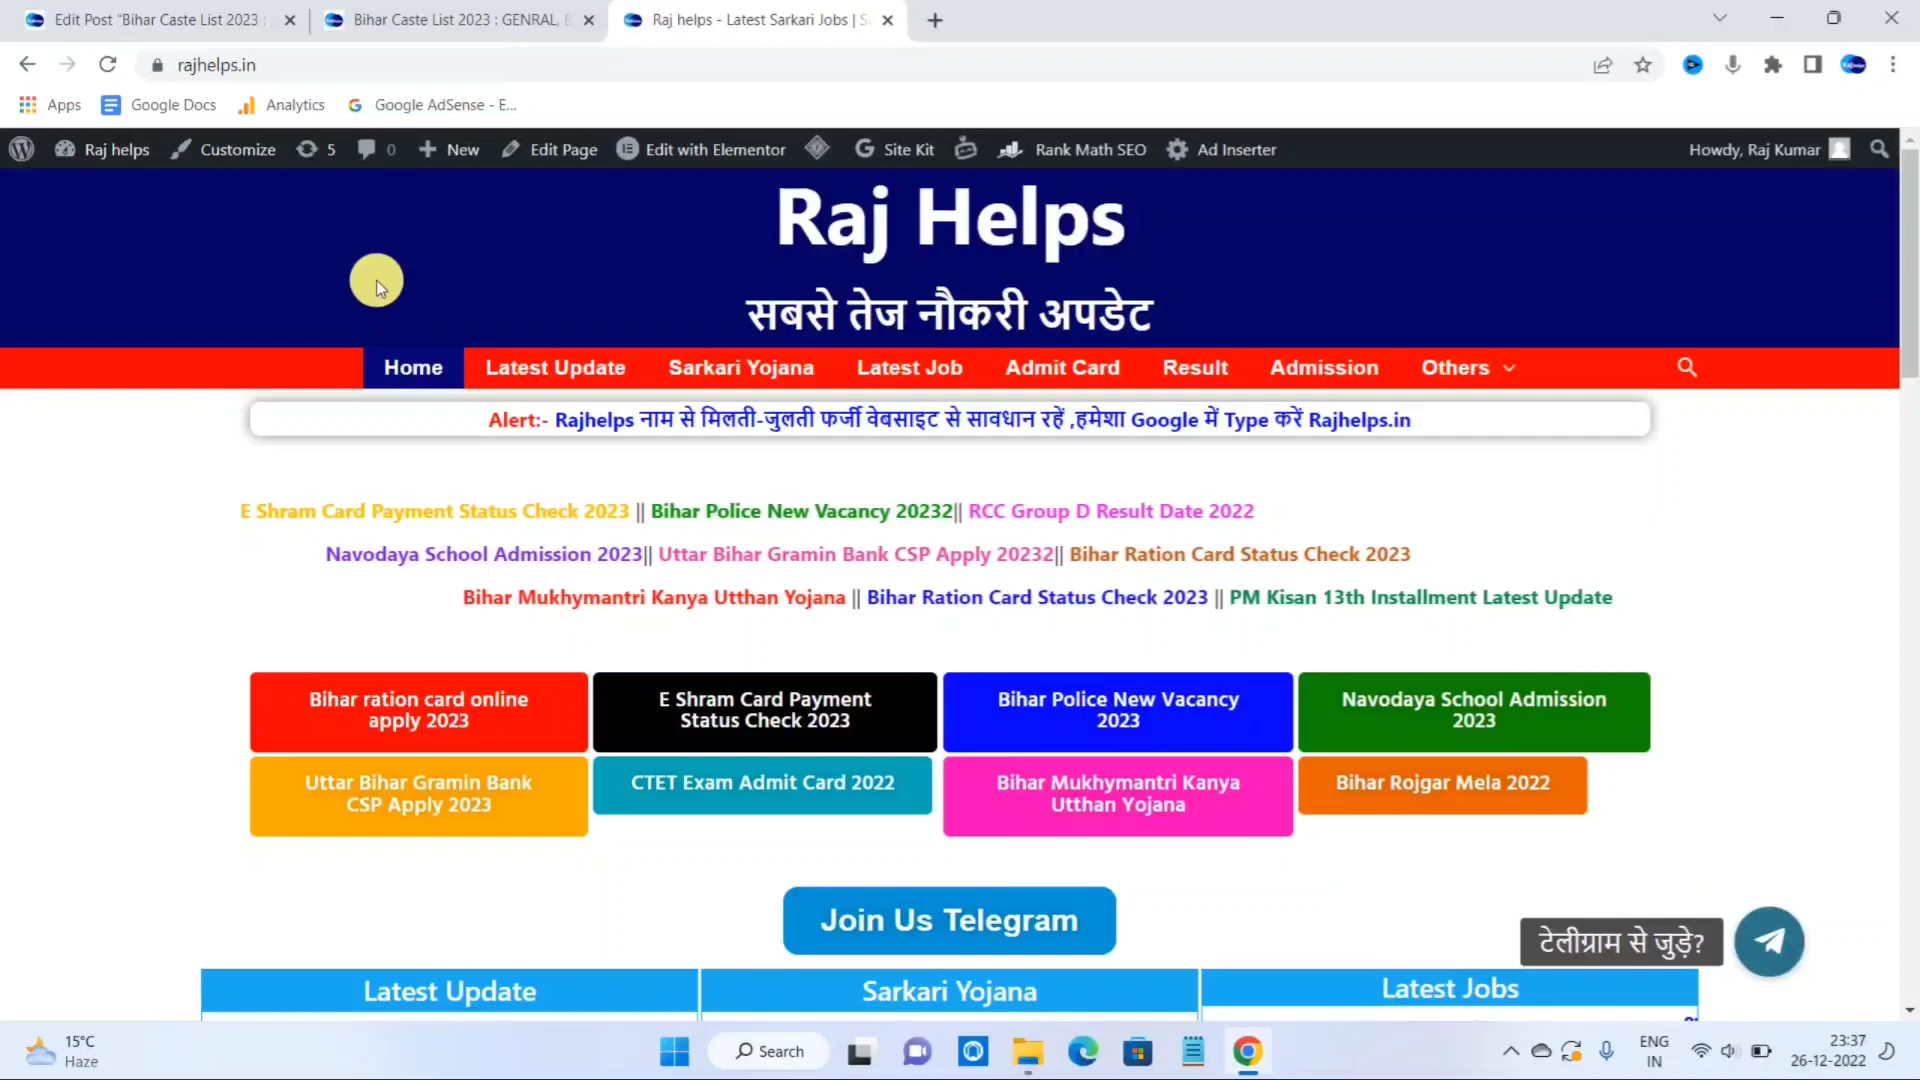 Edit Post “Bihar Caste List 2023 :
Bihar Caste List 2023 : GENRAL, E
Raj helps - Latest Sarkari Jobs | S
rajhelps.in
Apps
Google Docs
Analytics
Google AdSense - E...
Raj helps
Customize
5
0
New
Edit Page
Edit with Elementor
Site Kit
Rank Math SEO
Ad Inserter
Howdy, Raj Kumar
Raj Helps
सबसे तेज नौकरी अपडेट
Home
Latest Update
Sarkari Yojana
Latest Job
Admit Card
Result
Admission
Others
Alert:- Rajhelps नाम से मिलती-जुलती फर्जी वेबसाइट से सावधान रहें ,हमेशा Google में Type करें Rajhelps.in
E Shram Card Payment Status Check 2023 || Bihar Police New Vacancy 20232|| RCC Group D Result Date 2022
Navodaya School Admission 2023|| Uttar Bihar Gramin Bank CSP Apply 20232|| Bihar Ration Card Status Check 2023
Bihar Mukhymantri Kanya Utthan Yojana || Bihar Ration Card Status Check 2023 || PM Kisan 13th Installment Latest Update
Bihar ration card online
apply 2023
E Shram Card Payment
Status Check 2023
Bihar Police New Vacancy
2023
Navodaya School Admission
2023
Uttar Bihar Gramin Bank
CSP Apply 2023
CTET Exam Admit Card 2022
Bihar Mukhymantri Kanya
Utthan Yojana
Bihar Rojgar Mela 2022
Join Us Telegram
टेलीग्राम से जुड़े?
Latest Update
Sarkari Yojana
Latest Jobs
15°C
Haze
Search
ENG
IN
23:37
26-12-2022